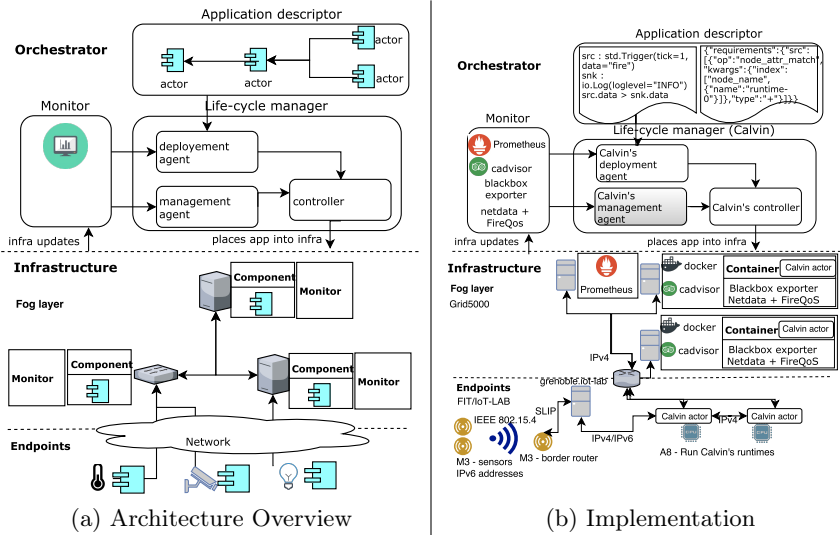 Application descriptor
Orchestrator
actor
actor
actor
actor
Monitor
Life-cycle manager
deployement
agent
management
agent
controller
infra updates
places app into infra
Infrastructure
Fog layer
Component
Monitor
Monitor
Component
Component
Monitor
Endpoints
Network
(a) Architecture Overview
Application descriptor
Orchestrator
src : std.Trigger(tick=1,
data="fire")
snk :
io.Log(loglevel="INFO")
src.data > snk.data
{"requirements":{"src":
[{"op":"node_attr_match",
"kwargs":{"index":
["node_name",
{"name":"runtime-
0"}]},"type":"+"}]}}
Monitor
Life-cycle manager (Calvin)
Prometheus
cadvisor
blackbox
exporter
netdata +
FireQos
Calvin's
deployment
agent
Calvin's
management
agent
Calvin's controller
infra updates
places app into infra
Infrastructure
Fog layer
Grid5000
Prometheus
docker
cadvisor
Container
Calvin actor
Blackbox exporter
Netdata + FireQoS
docker
cadvisor
Container
Calvin actor
Blackbox exporter
Netdata + FireQoS
IPv4
Endpoints
FIT/IoT-LAB
grenoble.iot-lab
SLIP
IEEE 802.15.4
Calvin actor
IPv4
Calvin actor
CPU
CPU
IPv4/IPv6
M3 - sensors
IPv6 addresses
M3 - border router
A8 - Run Calvin's runtimes
(b) Implementation